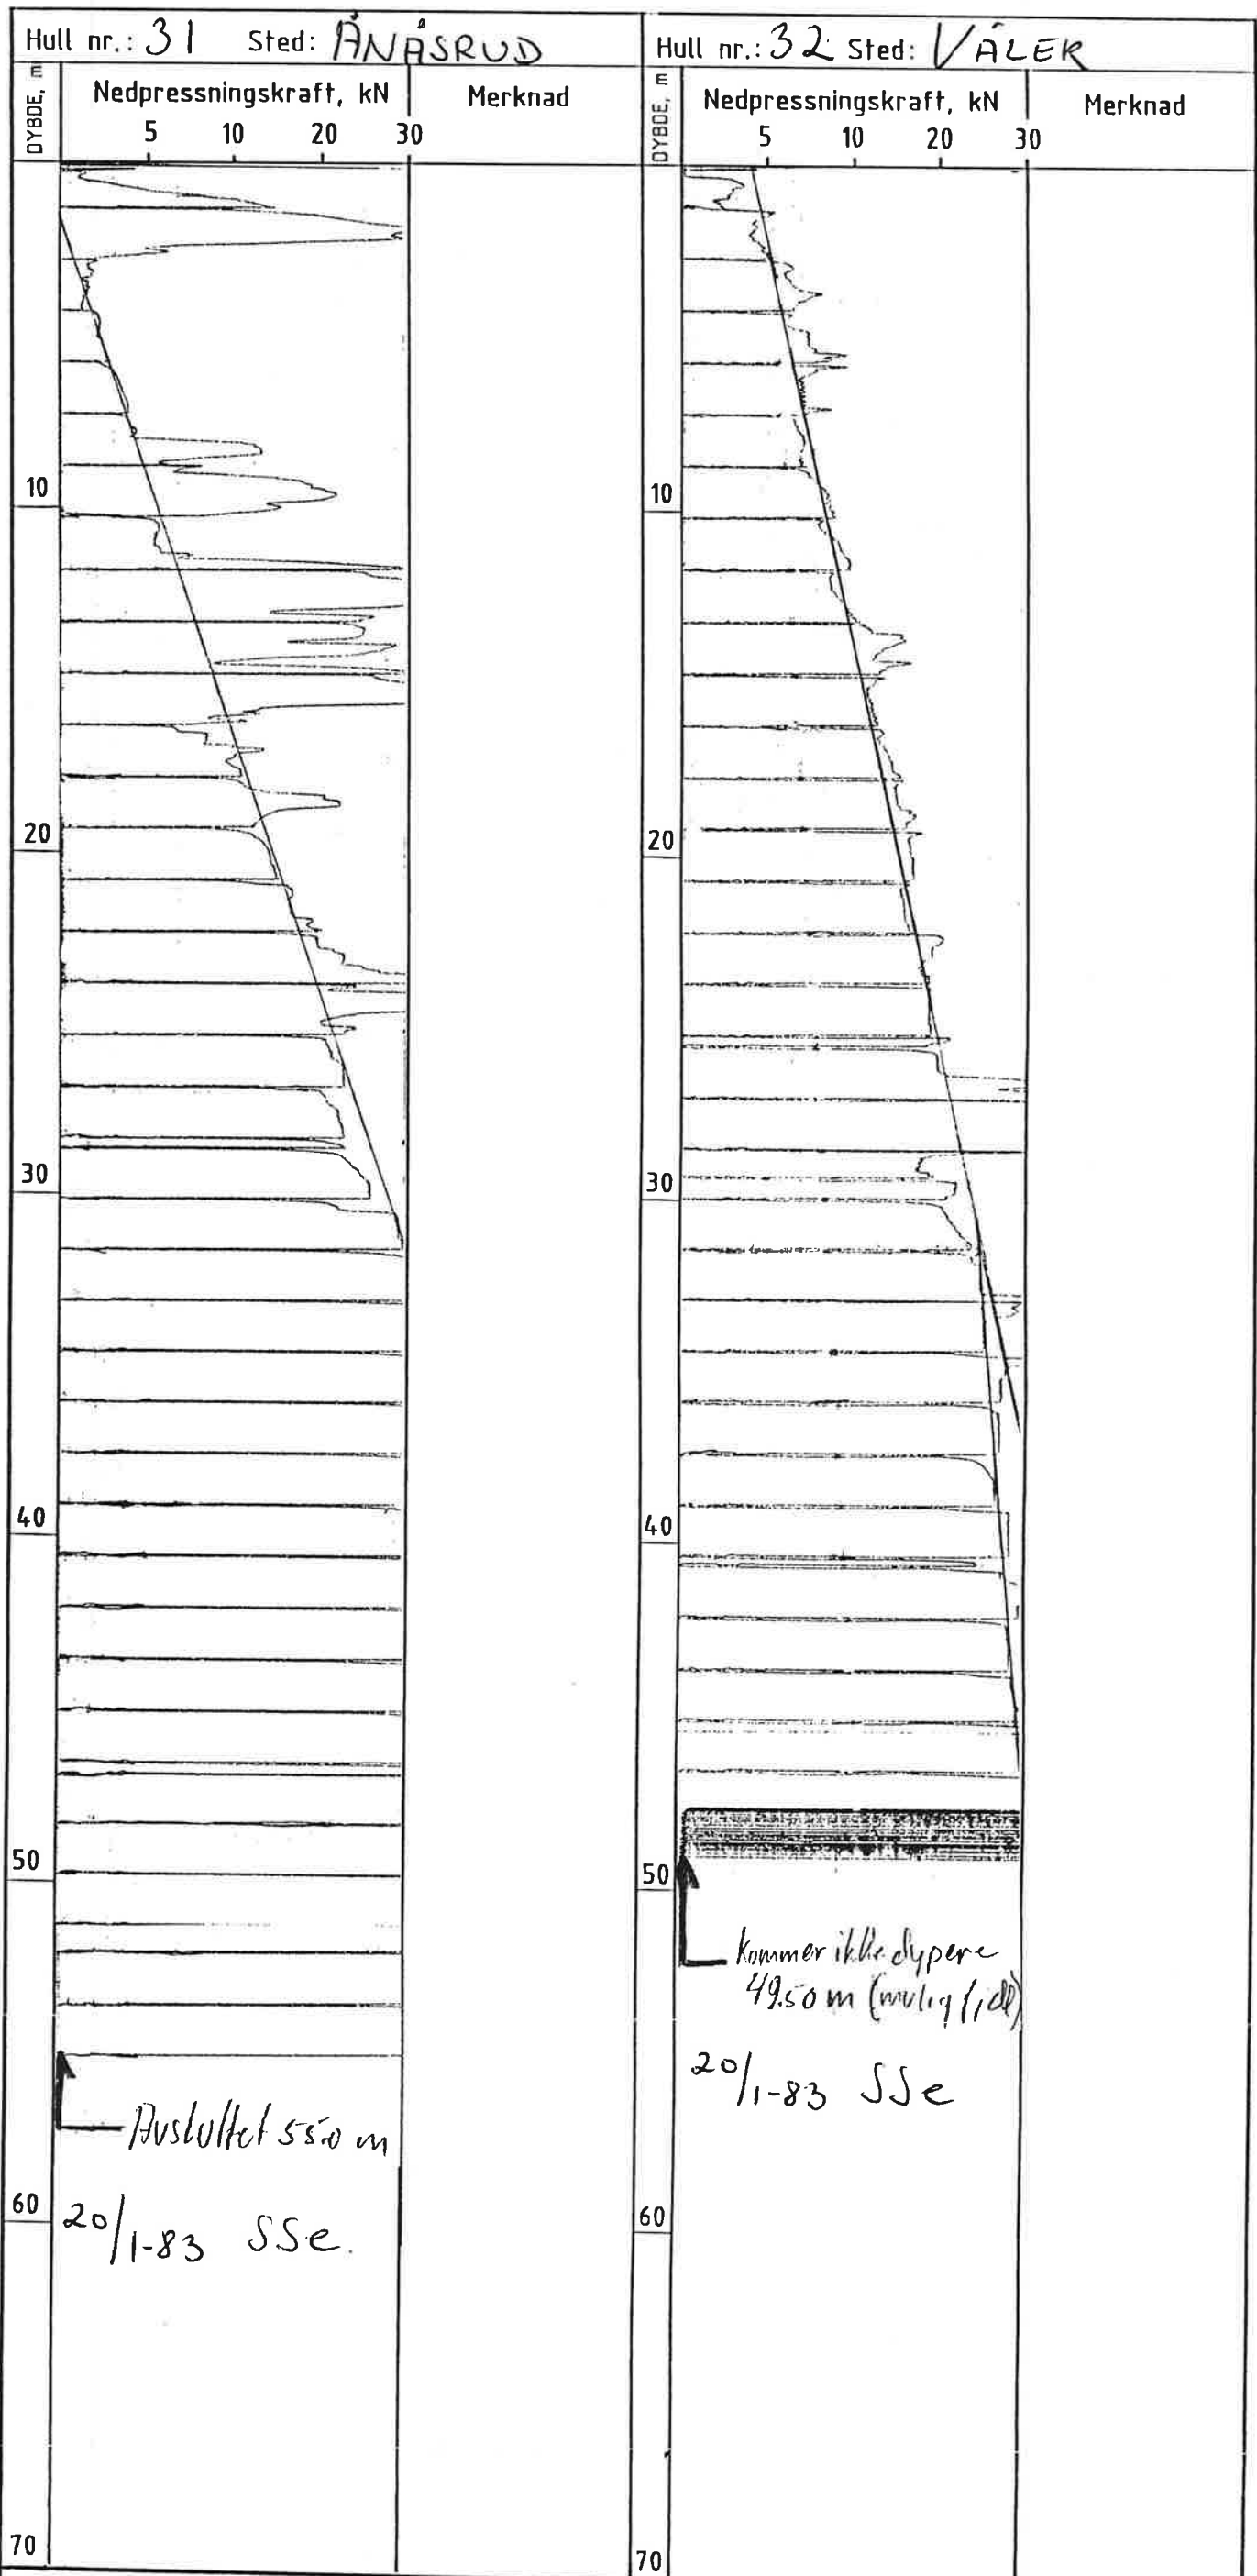 Hull nr.: 31 Sted: ÅNÅSRUD
DYBDE, m
Nedpressningskraft, kN
Merknad
5 10 20 30
10
20
30
40
50
60
70
Avsluttet 55.0 m
20/1-83 SSe.
Hull nr.: 32 Sted: VÅLER
DYBDE, m
Nedpressningskraft, kN
Merknad
5 10 20 30
10
20
30
40
50
60
70
Kommer ikke dypere
49.50 m (mulig fjell)
20/1-83 SSe